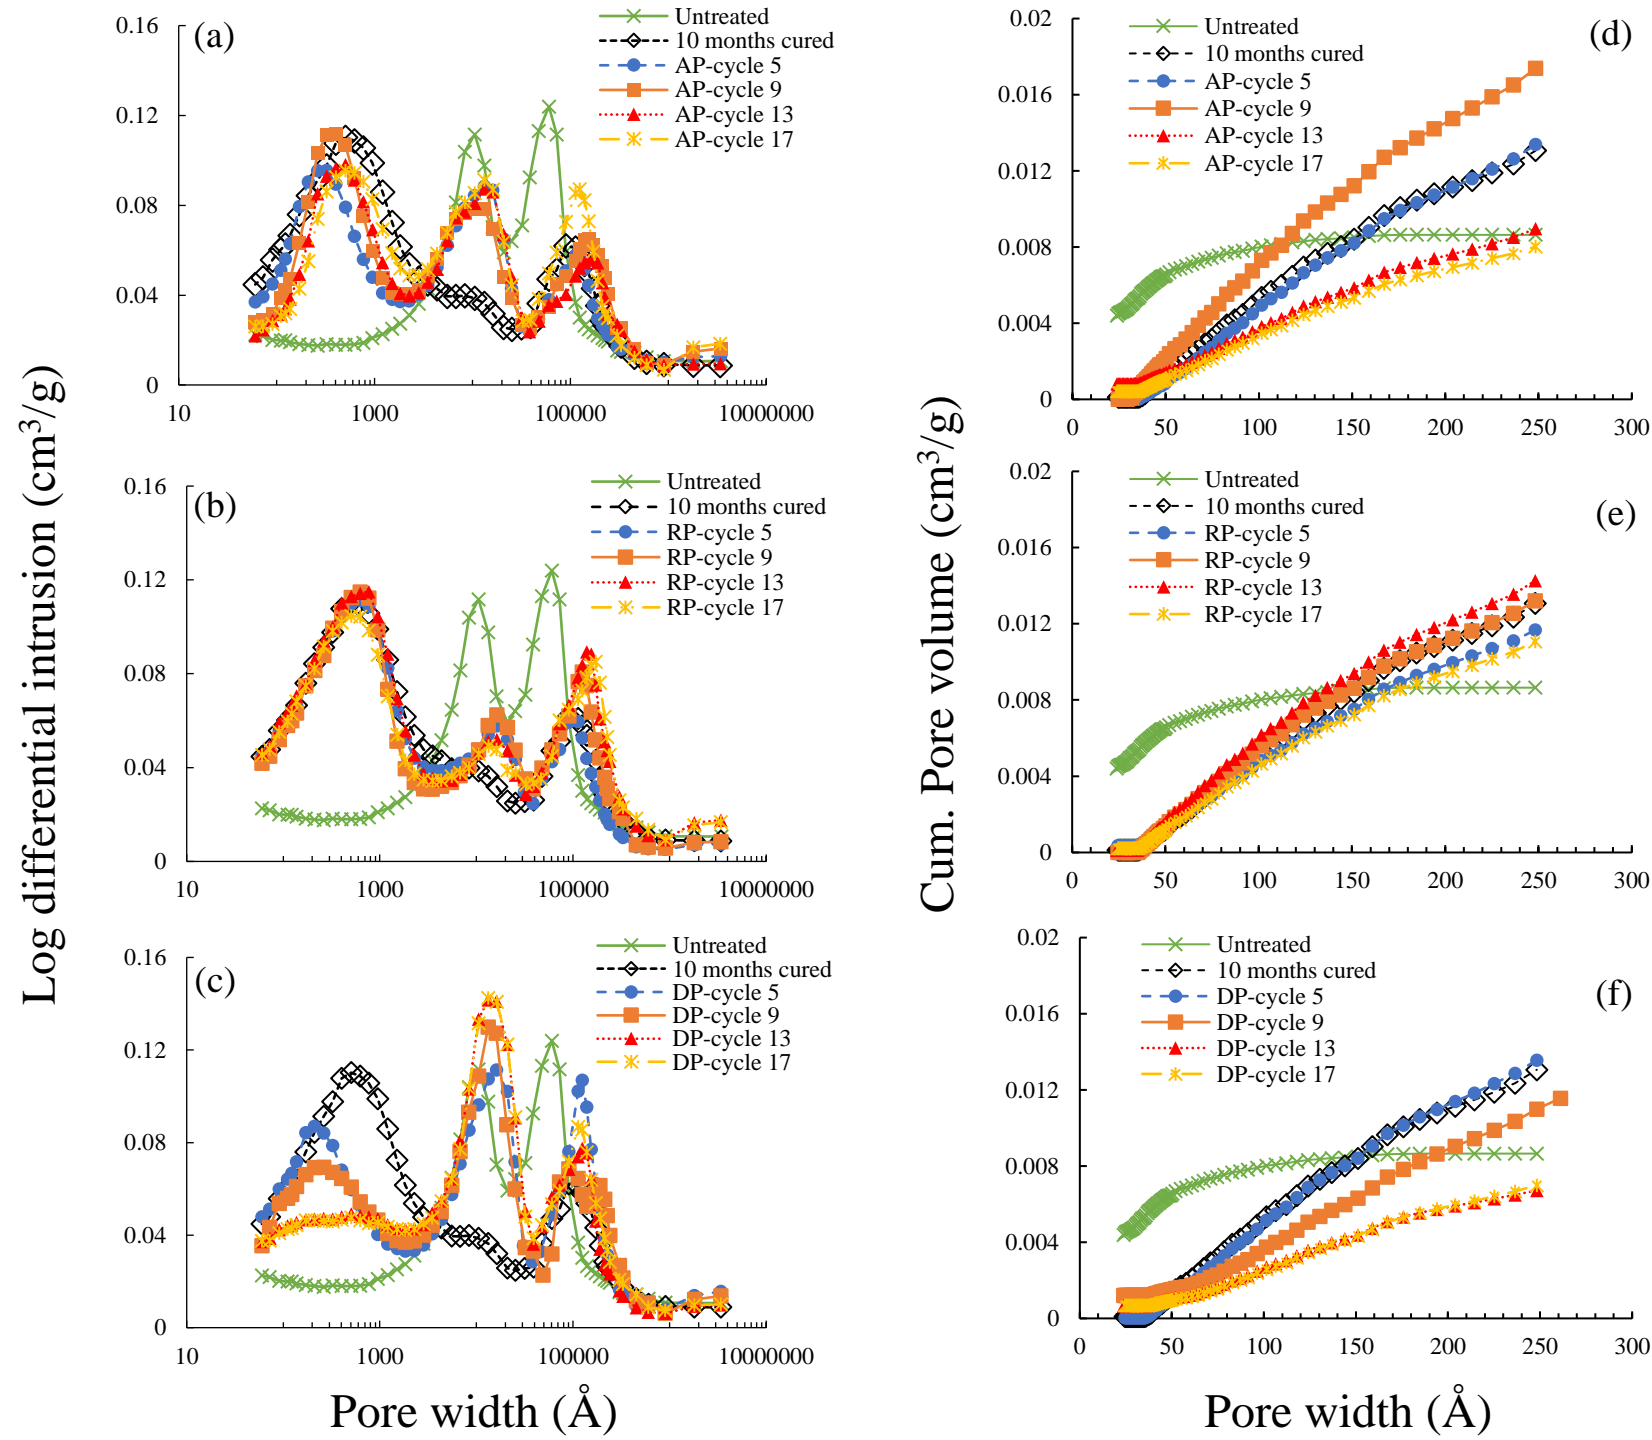 Log differential intrusion (cm³/g)
(a)
Untreated
10 months cured
AP-cycle 5
AP-cycle 9
AP-cycle 13
AP-cycle 17
0.16
0.12
0.08
0.04
0
10 1000 100000 10000000
(b)
Untreated
10 months cured
RP-cycle 5
RP-cycle 9
RP-cycle 13
RP-cycle 17
0.16
0.12
0.08
0.04
0
10 1000 100000 10000000
(c)
Untreated
10 months cured
DP-cycle 5
DP-cycle 9
DP-cycle 13
DP-cycle 17
0.16
0.12
0.08
0.04
0
10 1000 100000 10000000
Pore width (Å)
Cum. Pore volume (cm³/g)
(d)
Untreated
10 months cured
AP-cycle 5
AP-cycle 9
AP-cycle 13
AP-cycle 17
0.02
0.016
0.012
0.008
0.004
0
0 50 100 150 200 250 300
(e)
Untreated
10 months cured
RP-cycle 5
RP-cycle 9
RP-cycle 13
RP-cycle 17
0.02
0.016
0.012
0.008
0.004
0
0 50 100 150 200 250 300
(f)
Untreated
10 months cured
DP-cycle 5
DP-cycle 9
DP-cycle 13
DP-cycle 17
0.02
0.016
0.012
0.008
0.004
0
0 50 100 150 200 250 300
Pore width (Å)